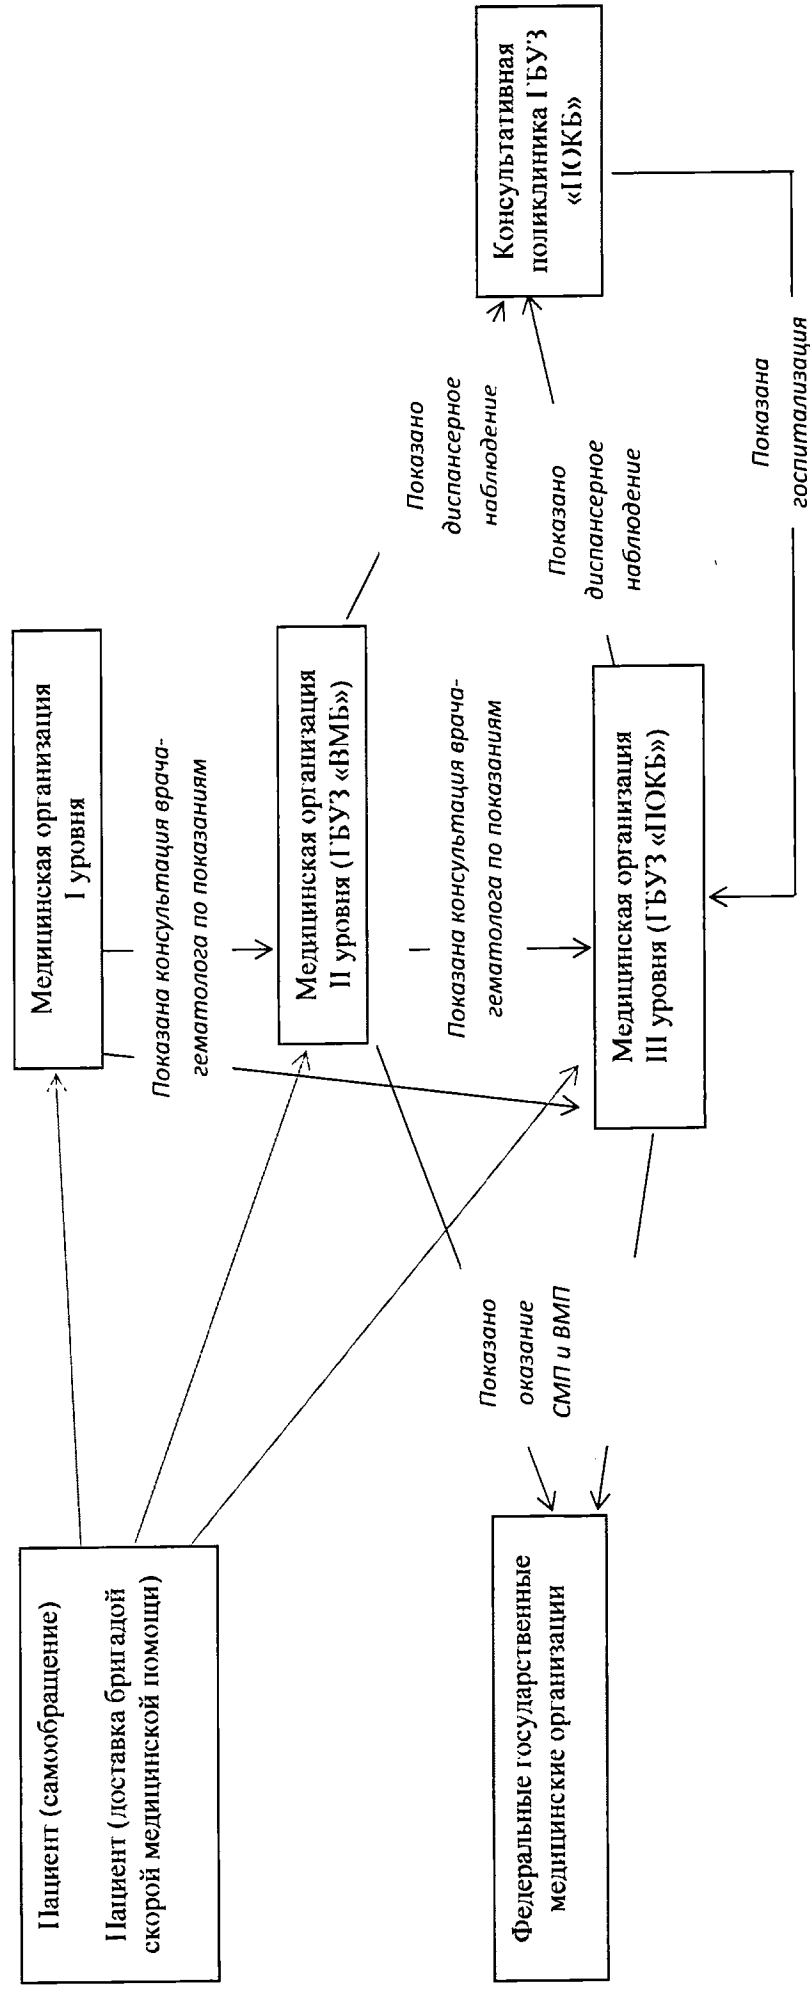 Пациент (самообращение)
Пациент (доставка бригадой
скорой медицинской помощи)
Медицинская организация
I уровня
Показана консультация врача-
гематолога по показаниям
Медицинская организация
II уровня (ГБУЗ «ВМБ»)
Показано
диспансерное
наблюдение
Показана консультация врача-
гематолога по показаниям
Консультативная
поликлиника ГБУЗ
«ПОКБ»
Показано
оказание
СМП и ВМП
Показано
диспансерное
наблюдение
Федеральные государственные
медицинские организации
Медицинская организация
III уровня (ГБУЗ «ПОКБ»)
Показана
госпитализация